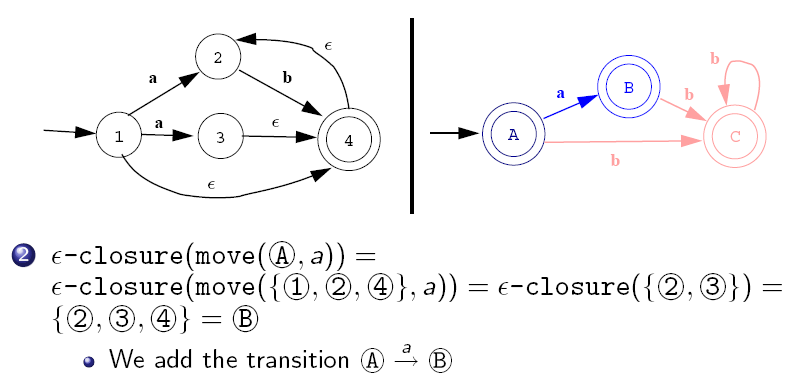 ϵ
2
a
b
B
b
a
b
1
a
3
ϵ
4
A
C
ϵ
b
2 ϵ-closure(move(Ⓐ, a)) =
ϵ-closure(move({①, ②, ④}, a)) = ϵ-closure({②, ③}) =
{②, ③, ④} = Ⓑ
We add the transition Ⓐ →a Ⓑ